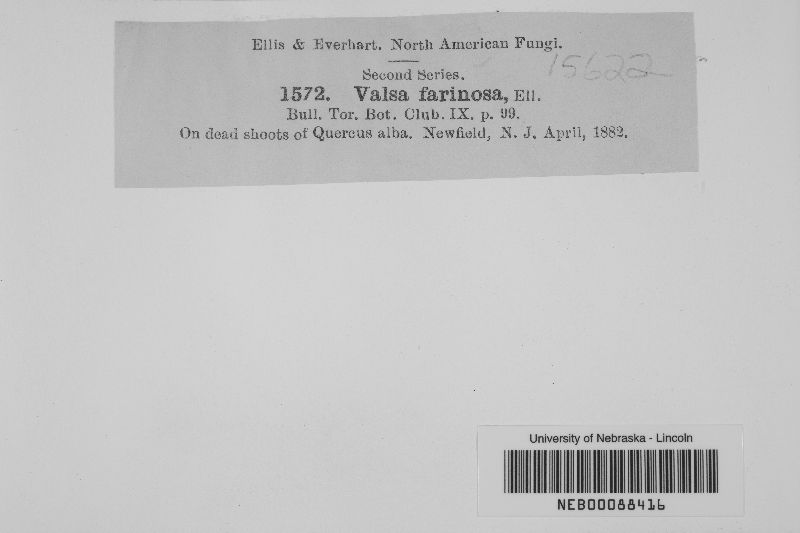 Ellis & Everhart. North American Fungi.
15622
Second Series.
1572. Valsa farinosa, Ell.
Bull. Tor. Bot. Club. IX. p. 99.
On dead shoots of Quercus alba. Newfield, N. J. April, 1882.
University of Nebraska - Lincoln
NEB00088416